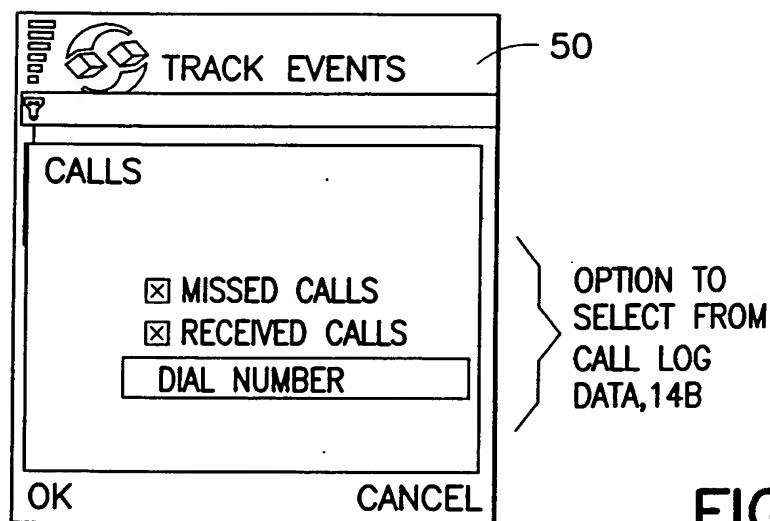 TRACK EVENTS
50
CALLS
MISSED CALLS
RECEIVED CALLS
DIAL NUMBER
OPTION TO
SELECT FROM
CALL LOG
DATA,14B
OK CANCEL
FIG